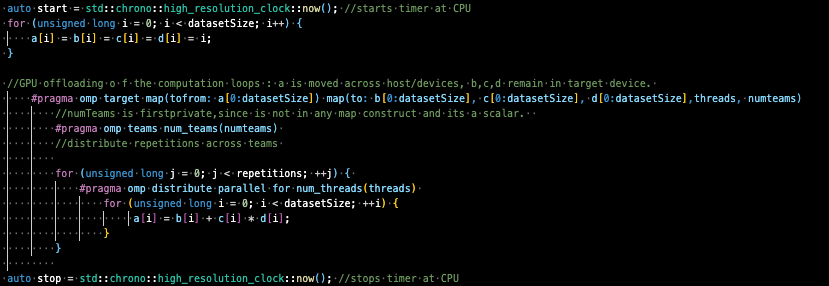 auto start = std::chrono::high_resolution_clock::now(); //starts timer at CPU
for (unsigned long i = 0; i < datasetSize; i++) {
    a[i] = b[i] = c[i] = d[i] = i;
}
//GPU offloading o f the computation loops : a is moved across host/devices, b,c,d remain in target device.
    #pragma omp target map(tofrom: a[0:datasetSize]) map(to: b[0:datasetSize], c[0:datasetSize], d[0:datasetSize],threads, numteams)
        //numTeams is firstprivate,since is not in any map construct and its a scalar.
        #pragma omp teams num_teams(numteams)
        //distribute repetitions across teams
        for (unsigned long j = 0; j < repetitions; ++j) {
            #pragma omp distribute parallel for num_threads(threads)
                for (unsigned long i = 0; i < datasetSize; ++i) {
                    a[i] = b[i] + c[i] * d[i];
                }
        }
auto stop = std::chrono::high_resolution_clock::now(); //stops timer at CPU